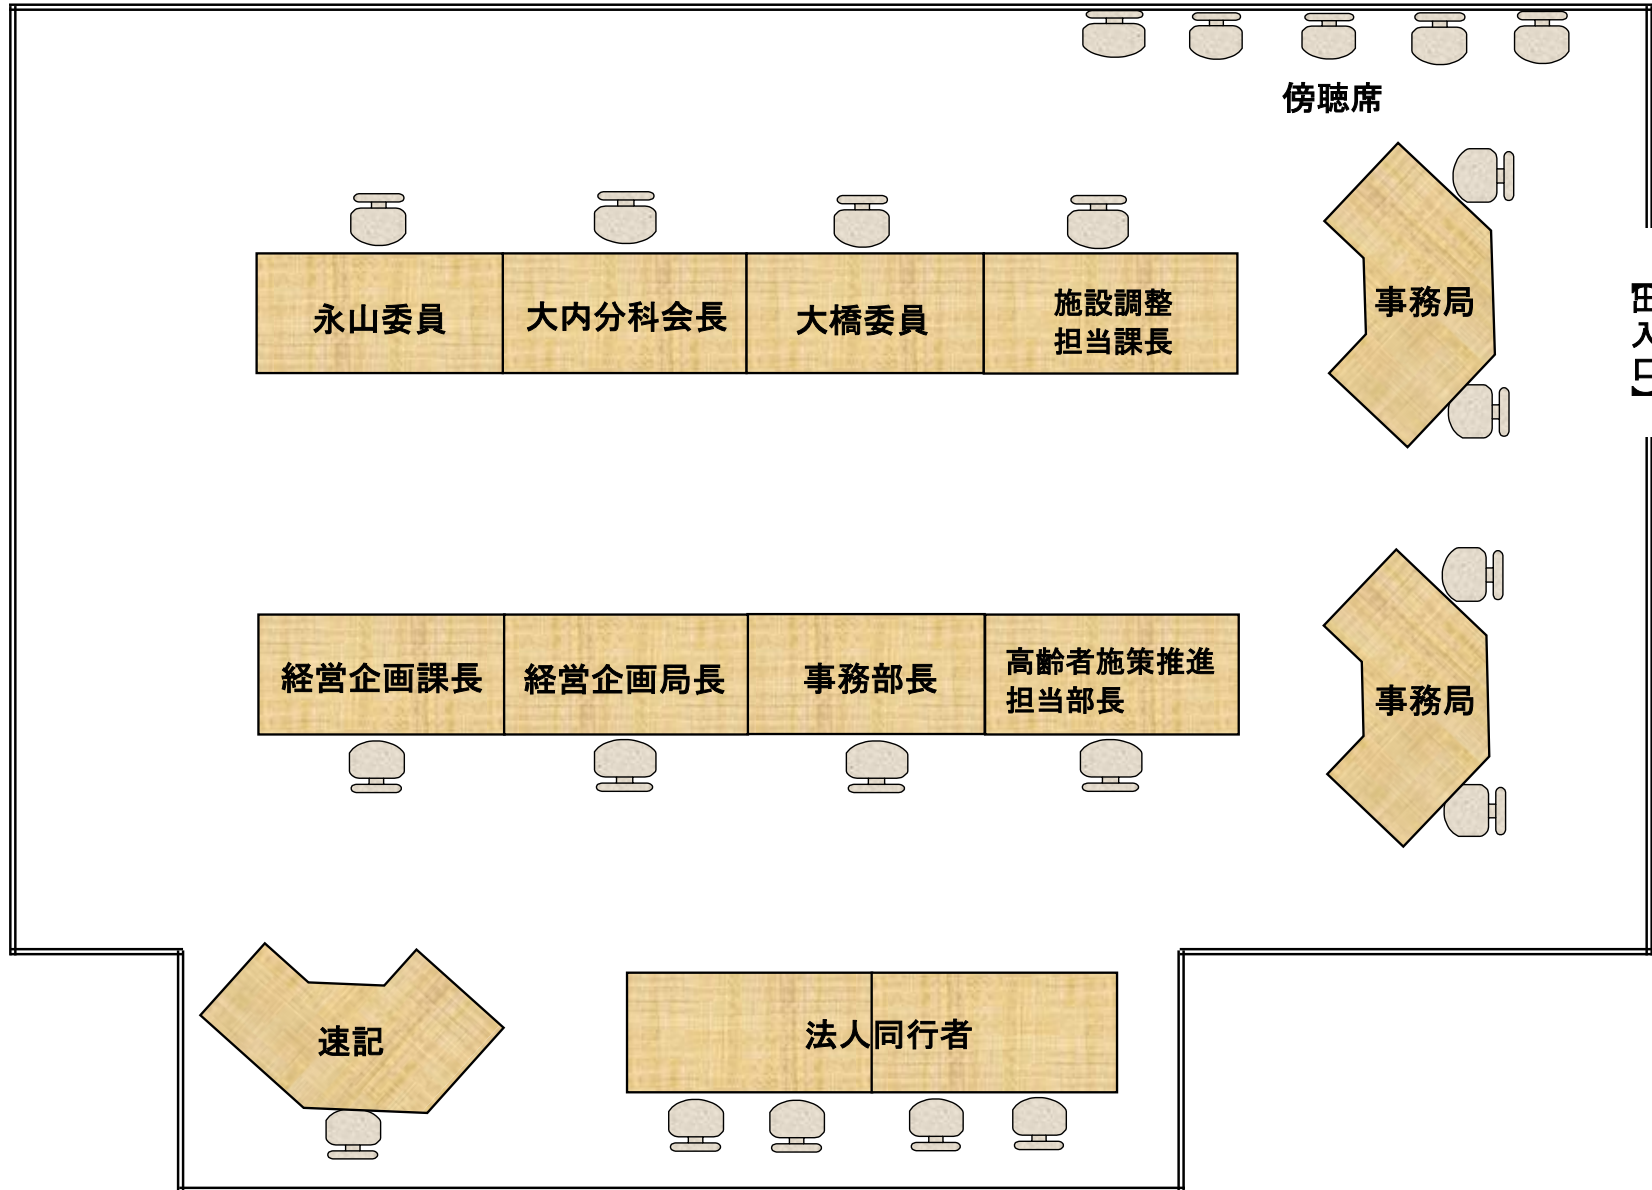 傍聴席
永山委員
大内分科会長
大橋委員
施設調整
担当課長
事務局
【出入口】
経営企画課長
経営企画局長
事務部長
高齢者施策推進
担当部長
事務局
速記
法人同行者